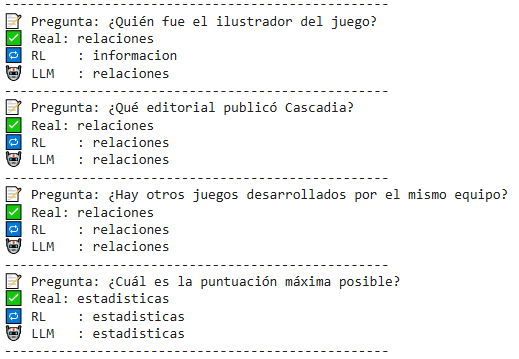 --------------------------------------------------
📝 Pregunta: ¿Quién fue el ilustrador del juego?
✅ Real: relaciones
🔁 RL   : informacion
🤖 LLM  : relaciones
--------------------------------------------------
📝 Pregunta: ¿Qué editorial publicó Cascadia?
✅ Real: relaciones
🔁 RL   : relaciones
🤖 LLM  : relaciones
--------------------------------------------------
📝 Pregunta: ¿Hay otros juegos desarrollados por el mismo equipo?
✅ Real: relaciones
🔁 RL   : relaciones
🤖 LLM  : relaciones
--------------------------------------------------
📝 Pregunta: ¿Cuál es la puntuación máxima posible?
✅ Real: estadisticas
🔁 RL   : estadisticas
🤖 LLM  : estadisticas
--------------------------------------------------